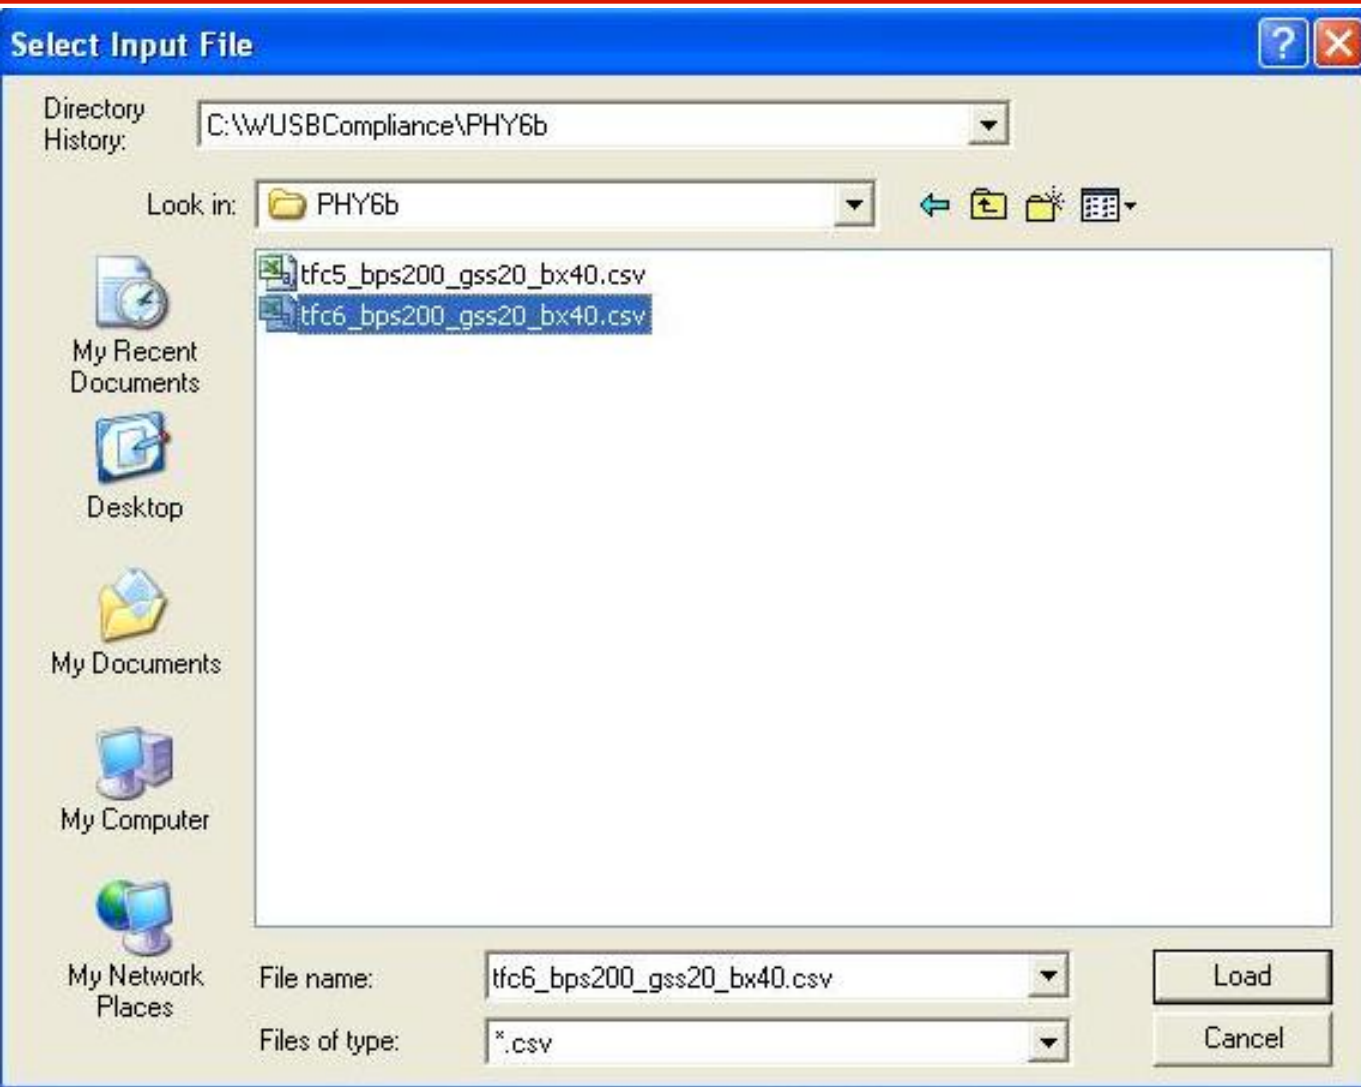 Select Input File
Directory
History:
C:\WUSBCompliance\PHY6b
Look in:
PHY6b
tfc5_bps200_gss20_bx40.csv
tfc6_bps200_gss20_bx40.csv
My Recent
Documents
Desktop
My Documents
My Computer
My Network
Places
File name:
tfc6_bps200_gss20_bx40.csv
Load
Files of type:
*.csv
Cancel